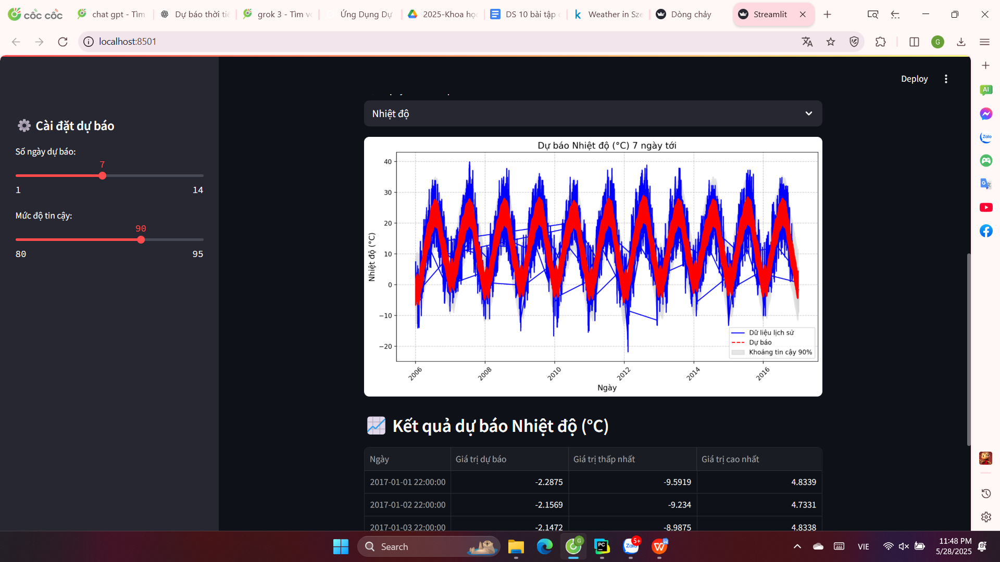 cốc cốc
chat gpt - Tìm
Dự báo thời tiế
grok 3 - Tìm vớ
Ứng Dụng Dự
2025-Khoa học
DS 10 bài tập c
Weather in Sze
Dòng chảy
Streamlit
localhost:8501
G
Deploy
Cài đặt dự báo
Số ngày dự báo:
7
1 14
Mức độ tin cậy:
90
80 95
Nhiệt độ
Dự báo Nhiệt độ (°C) 7 ngày tới
40
30
20
10
0
−10
−20
Nhiệt độ (°C)
Dữ liệu lịch sử
Dự báo
Khoảng tin cậy 90%
2006 2008 2010 2012 2014 2016
Ngày
Kết quả dự báo Nhiệt độ (°C)
Ngày Giá trị dự báo Giá trị thấp nhất Giá trị cao nhất
2017-01-01 22:00:00 -2.2875 -9.5919 4.8339
2017-01-02 22:00:00 -2.1569 -9.234 4.7331
2017-01-03 22:00:00 -2.1472 -8.9875 4.8338
AI
Zalo
Search
G
PC
Zalo
5+
W
VIE
11:48 PM
5/28/2025